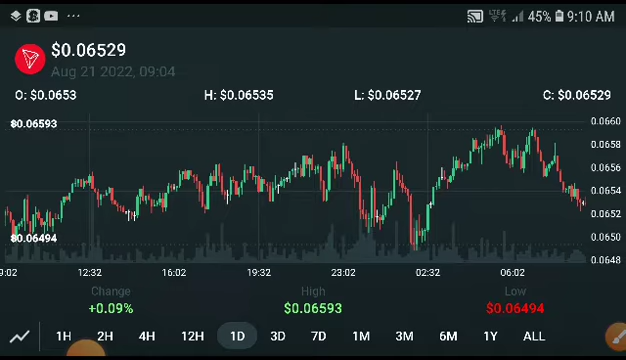 LTE 45% 9:10 AM
$0.06529
Aug 21 2022, 09:04
O: $0.0653 H: $0.06535 L: $0.06527 C: $0.06529
฿0.06593
0.0660
0.0658
0.0656
0.0654
0.0652
฿0.06494
0.0650
0.0648
9:02 12:32 16:02 19:32 23:02 02:32 06:02
Change High Low
+0.09% $0.06593 $0.06494
1H 2H 4H 12H 1D 3D 7D 1M 3M 6M 1Y ALL